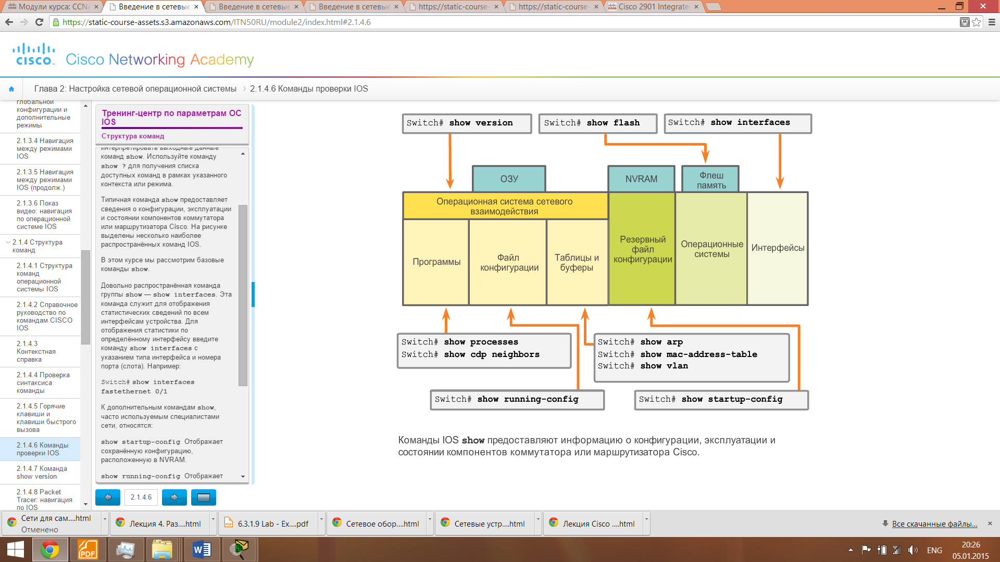 Модули курса: CCNA
Введение в сетевые
Введение в сетевые
Введение в сетевые
https://static-course-
https://static-course-
Cisco 2901 Integrate
https://static-course-assets.s3.amazonaws.com/ITN50RU/module2/index.html#2.1.4.6
cisco.
Cisco Networking Academy
Глава 2: Настройка сетевой операционной системы
2.1.4.6 Команды проверки IOS
глобальной
конфигурации и
дополнительные
режимы
2.1.3.4 Навигация
между режимами
IOS
2.1.3.5 Навигация
между режимами
IOS (продолж.)
2.1.3.6 Показ
видео: навигация
по операционной
системе IOS
2.1.4 Структура
команд
2.1.4.1 Структура
команд
операционной
системы IOS
2.1.4.2 Справочное
руководство по
командам CISCO
IOS
2.1.4.3
Контекстная
справка
2.1.4.4 Проверка
синтаксиса
команды
2.1.4.5 Горячие
клавиши и
клавиши быстрого
вызова
2.1.4.6 Команды
проверки IOS
2.1.4.7 Команда
show version
2.1.4.8 Packet
Tracer: навигация
по IOS
Тренинг-центр по параметрам ОС
IOS
Структура команд
интерпретировать выходные данные
команд show. Используйте команду
show ? для получения списка
доступных команд в рамках указанного
контекста или режима.
Типичная команда show предоставляет
сведения о конфигурации, эксплуатации
и состоянии компонентов коммутатора
или маршрутизатора Cisco. На рисунке
выделены несколько наиболее
распространённых команд IOS.
В этом курсе мы рассмотрим базовые
команды show.
Довольно распространённая команда
группы show — show interfaces. Эта
команда служит для отображения
статистических сведений по всем
интерфейсам устройства. Для
отображения статистики по
определённому интерфейсу введите
команду show interfaces с
указанием типа интерфейса и номера
порта (слота). Например:
Switch# show interfaces
fastethernet 0/1
К дополнительным командам show,
часто используемым специалистами
сети, относятся:
show startup-config Отображает
сохранённую конфигурацию,
расположенную в NVRAM.
show running-config Отображает
2.1.4.6
Switch# show version
Switch# show flash
Switch# show interfaces
ОЗУ
NVRAM
Флеш
память
Операционная система сетевого
взаимодействия
Программы
Файл
конфигурации
Таблицы и
буферы
Резервный
файл
конфигурации
Операционные
системы
Интерфейсы
Switch# show processes
Switch# show cdp neighbors
Switch# show arp
Switch# show mac-address-table
Switch# show vlan
Switch# show running-config
Switch# show startup-config
Команды IOS show предоставляют информацию о конфигурации, эксплуатации и
состоянии компонентов коммутатора или маршрутизатора Cisco.
Сети для сам....html
Отменено
Лекция 4. Раз....html
6.3.1.9 Lab - Ex....pdf
Сетевое обор....html
Сетевые устр....html
Лекция Cisco ....html
Все скачанные файлы...
PDF
ENG
20:26
05.01.2015